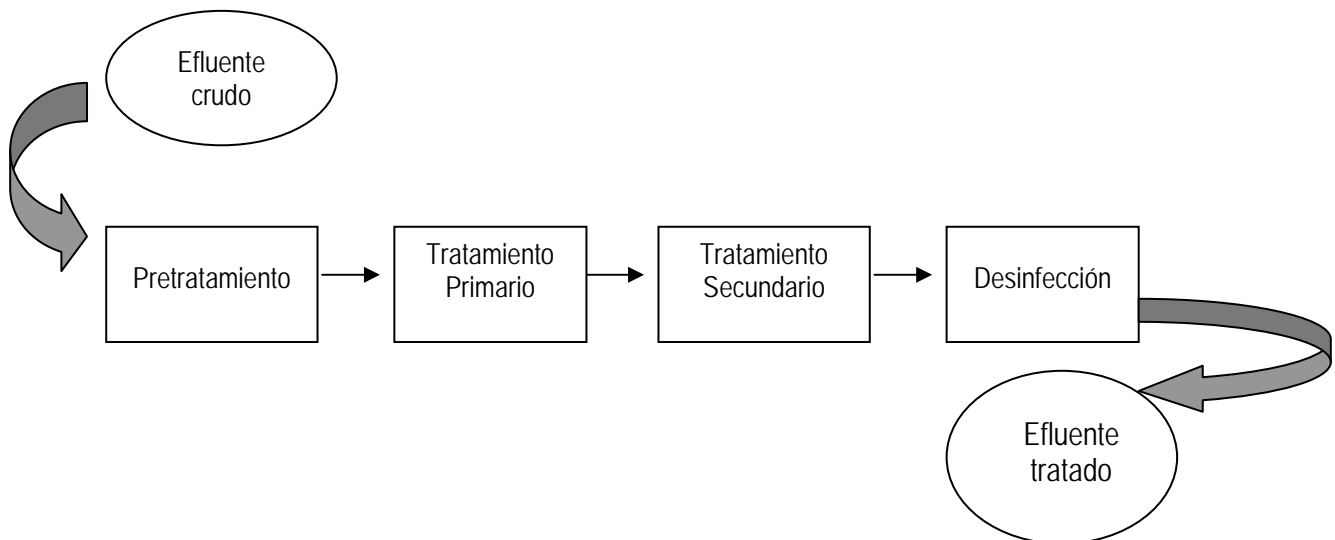 Efluente
crudo
Pretratamiento
Tratamiento
Primario
Tratamiento
Secundario
Desinfección
Efluente
tratado